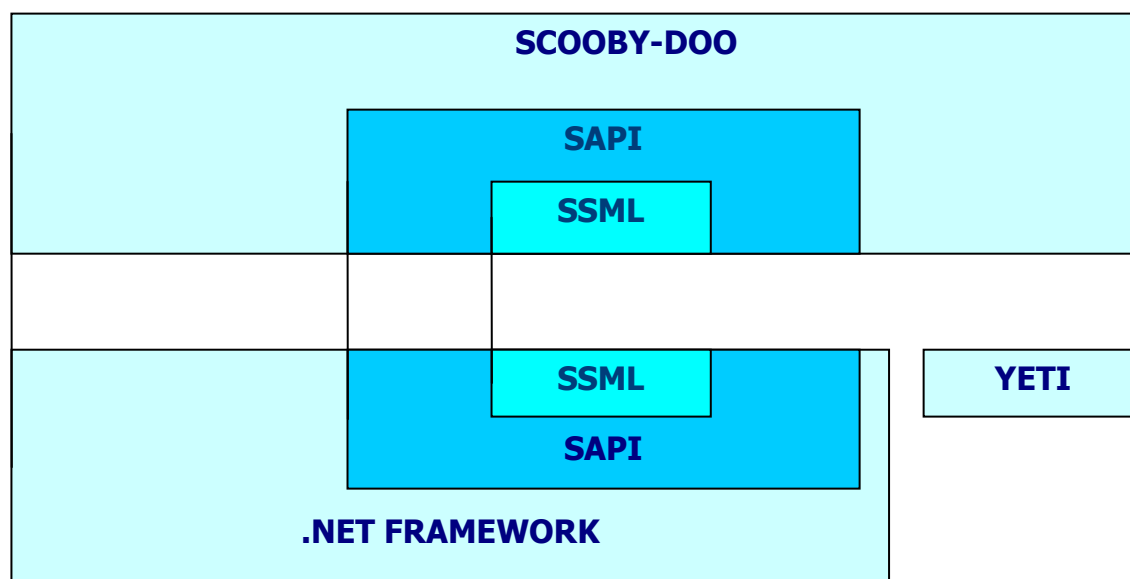 SCOOBY-DOO
SAPI
SSML
SSML
YETI
SAPI
.NET FRAMEWORK